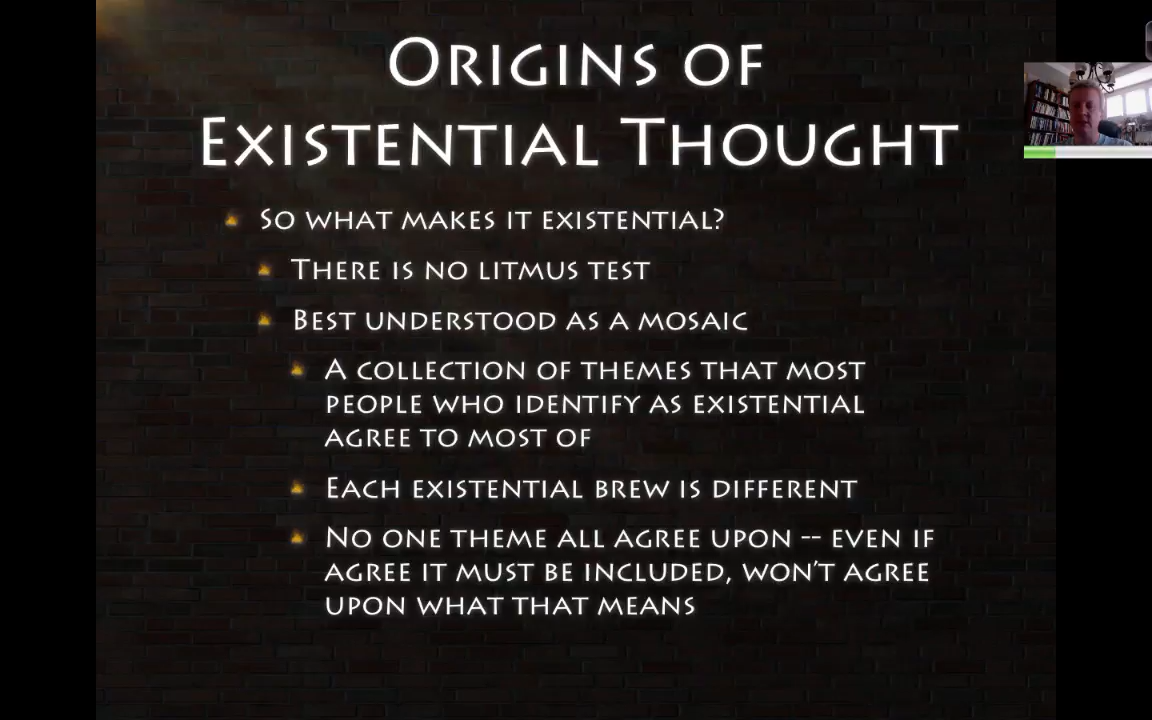 Origins of
Existential Thought
So what makes it existential?
There is no litmus test
Best understood as a mosaic
A collection of themes that most
people who identify as existential
agree to most of
Each existential brew is different
No one theme all agree upon -- even if
agree it must be included, won't agree
upon what that means